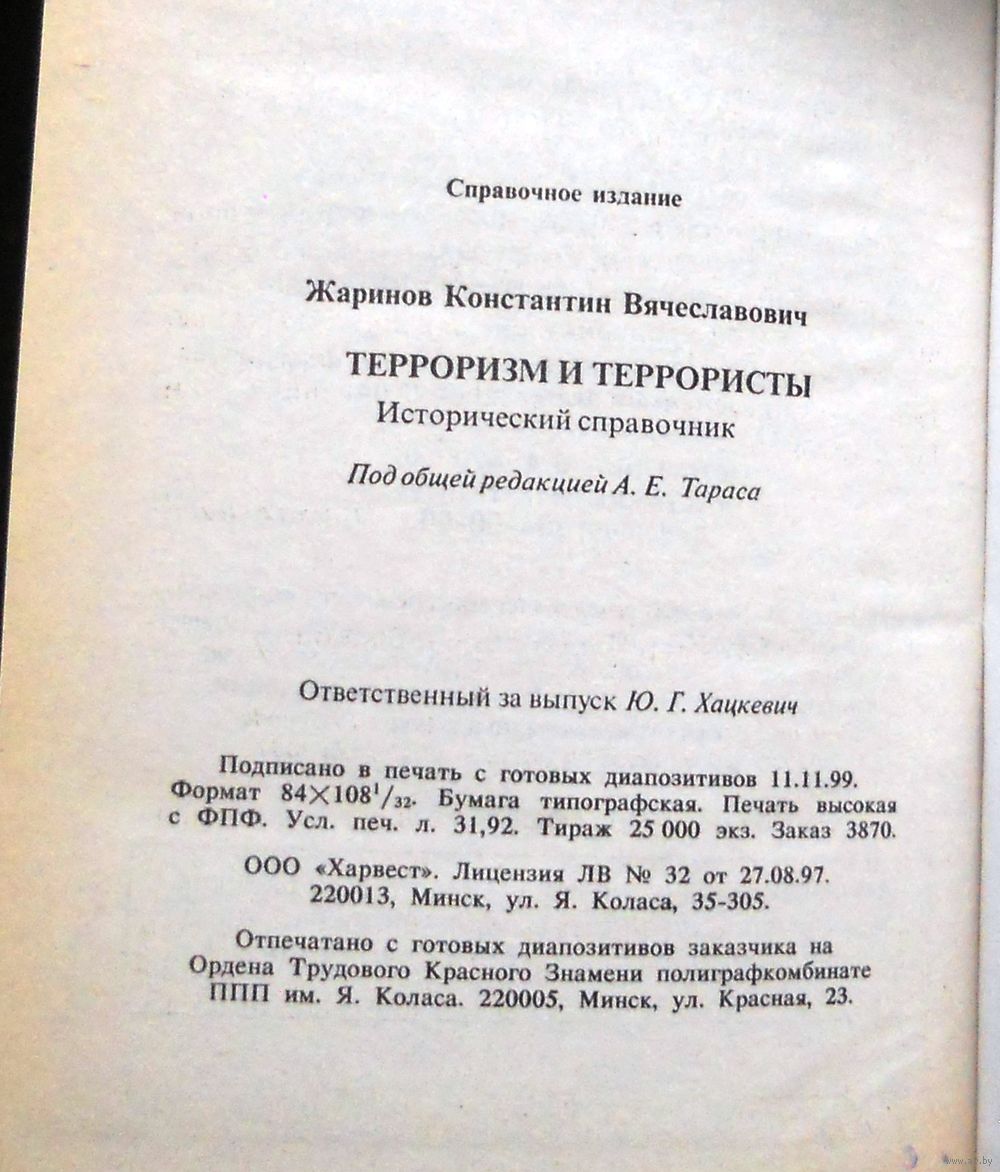 Справочное издание
Жаринов Константин Вячеславович
ТЕРРОРИЗМ И ТЕРРОРИСТЫ
Исторический справочник
Под общей редакцией А. Е. Тараса
Ответственный за выпуск Ю. Г. Хацкевич
Подписано в печать с готовых диапозитивов 11.11.99.
Формат 84×108¹/₃₂. Бумага типографская. Печать высокая
с ФПФ. Усл. печ. л. 31,92. Тираж 25 000 экз. Заказ 3870.
ООО «Харвест». Лицензия ЛВ № 32 от 27.08.97.
220013, Минск, ул. Я. Коласа, 35-305.
Отпечатано с готовых диапозитивов заказчика на
Ордена Трудового Красного Знамени полиграфкомбинате
ППП им. Я. Коласа. 220005, Минск, ул. Красная, 23.